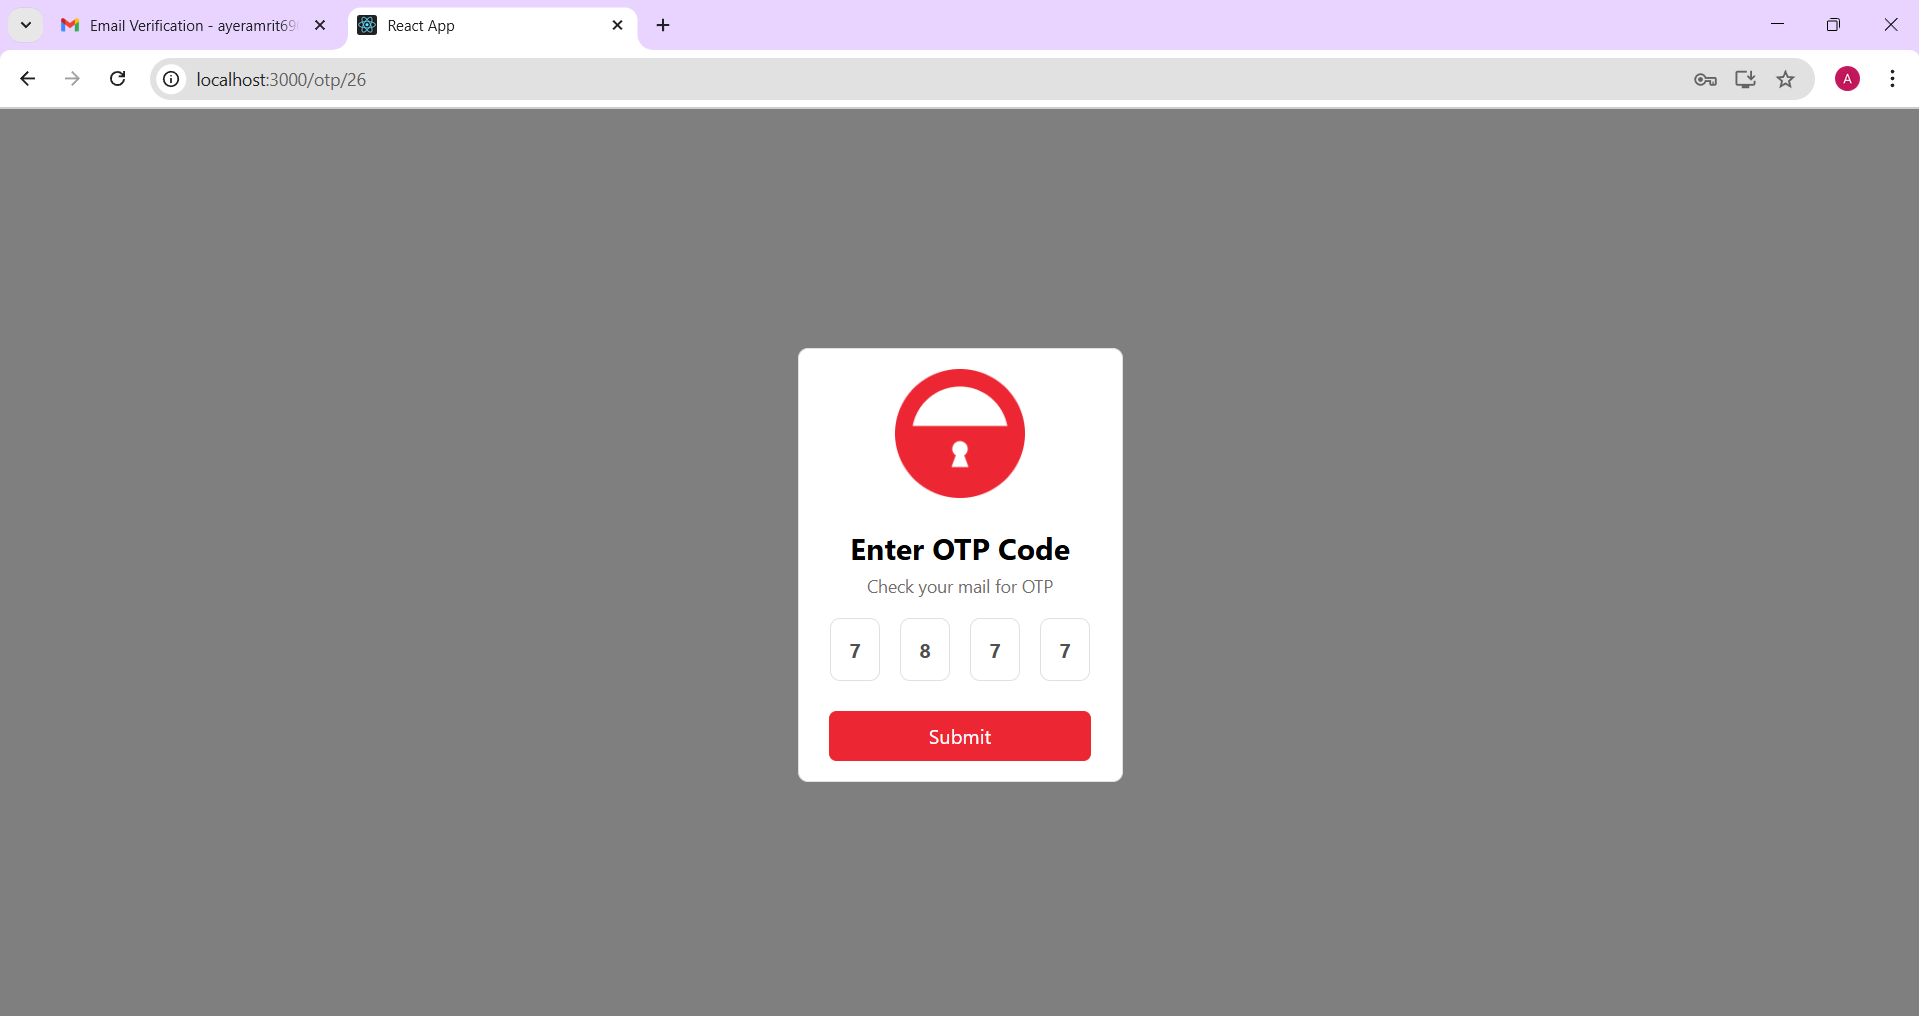 Email Verification - ayeramrit69
React App
localhost:3000/otp/26
A
Enter OTP Code
Check your mail for OTP
7 8 7 7
Submit